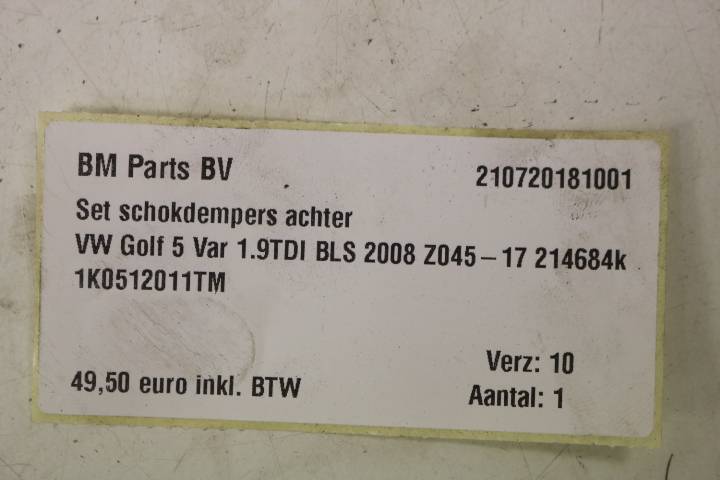 BM Parts BV 210720181001
Set schokdempers achter
VW Golf 5 Var 1.9TDI BLS 2008 Z045-17 214684k
1K0512011TM
Verz: 10
49,50 euro inkl. BTW
Aantal: 1